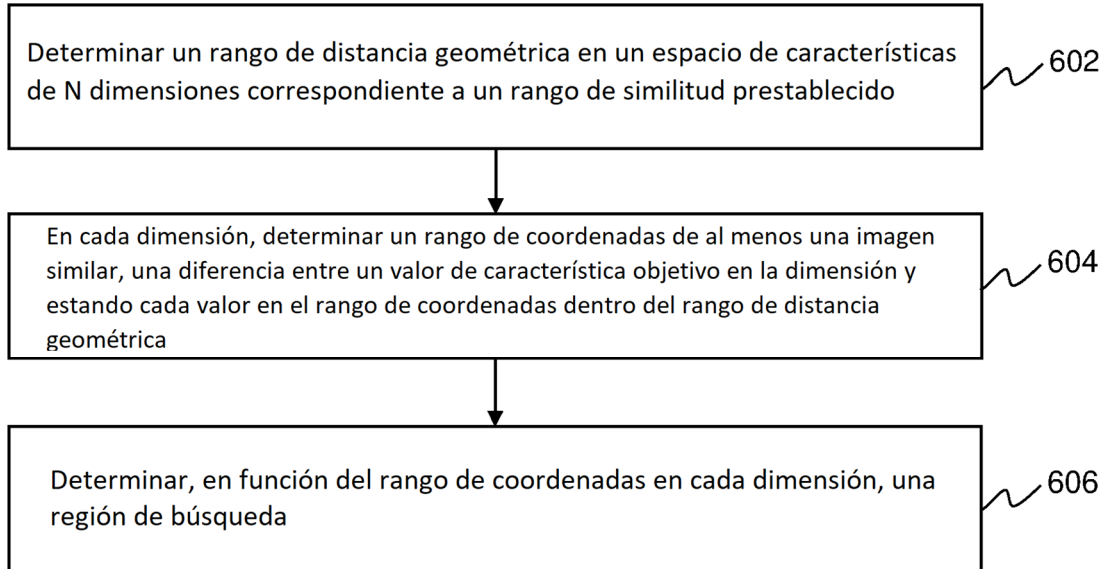 Determinar un rango de distancia geométrica en un espacio de características
de N dimensiones correspondiente a un rango de similitud prestablecido
602
En cada dimensión, determinar un rango de coordenadas de al menos una imagen
similar, una diferencia entre un valor de característica objetivo en la dimensión y
estando cada valor en el rango de coordenadas dentro del rango de distancia
geométrica
604
Determinar, en función del rango de coordenadas en cada dimensión, una
región de búsqueda
606